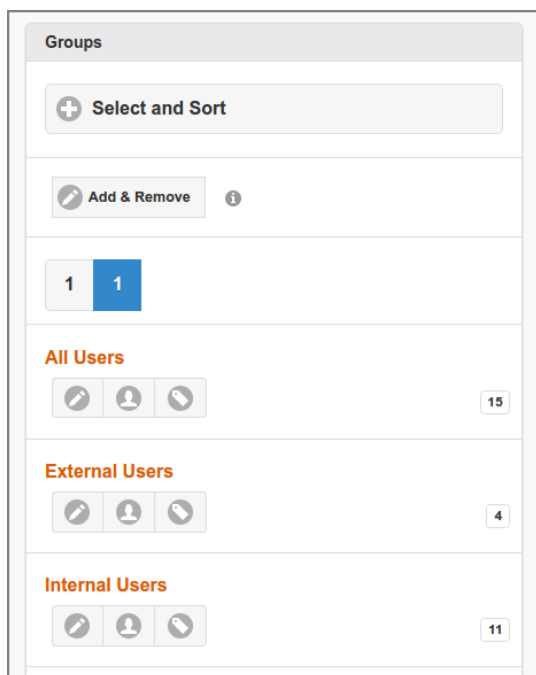 Groups
Select and Sort
Add & Remove
1 1
All Users
15
External Users
4
Internal Users
11